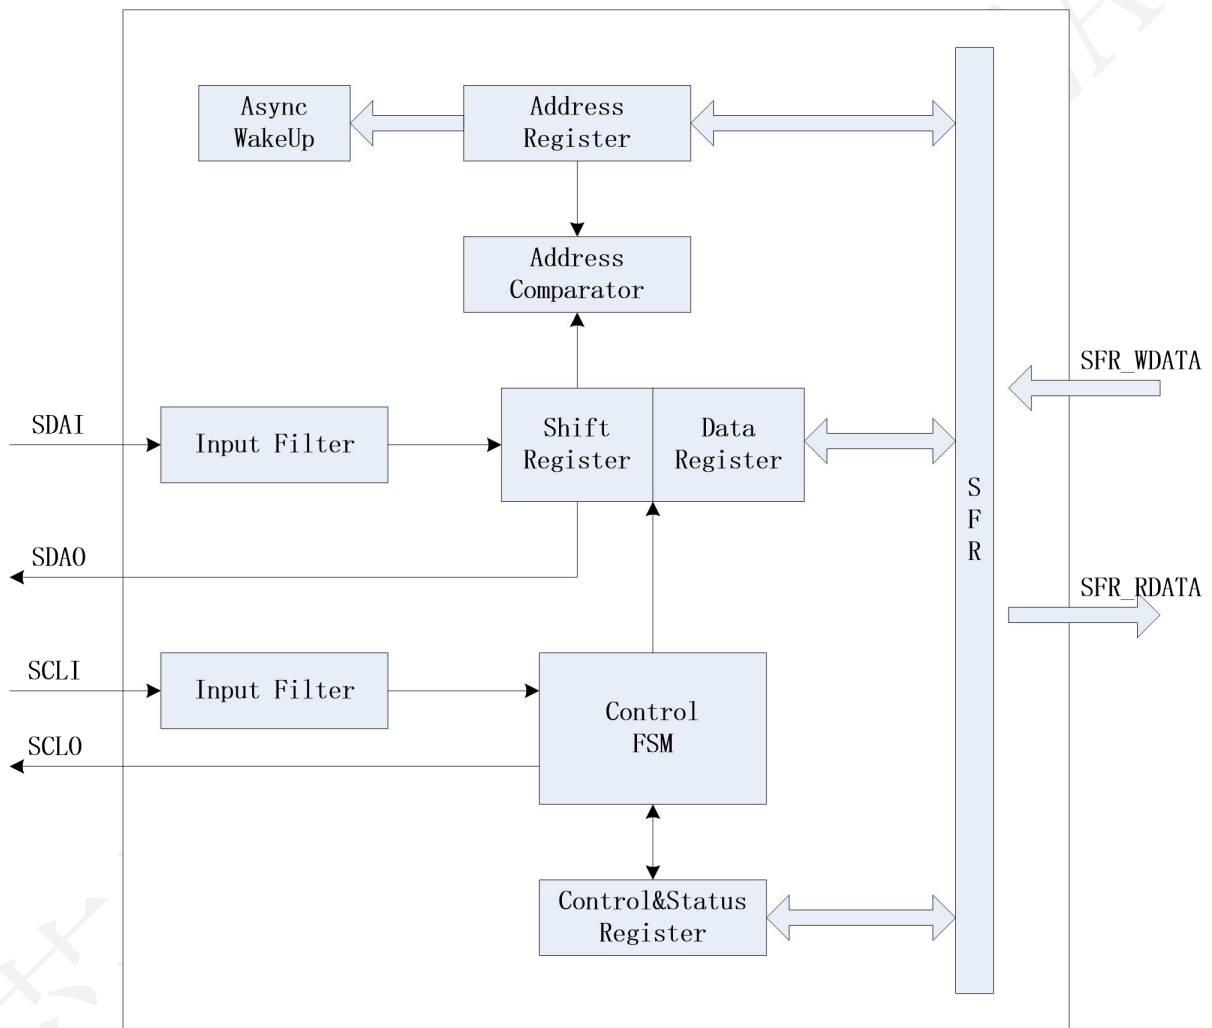 Async
WakeUp
Address
Register
Address
Comparator
SFR_WDATA
SDAI
Input Filter
Shift
Register
Data
Register
S
F
R
SDAO
SFR_RDATA
SCLI
Input Filter
Control
FSM
SCLO
Control&Status
Register